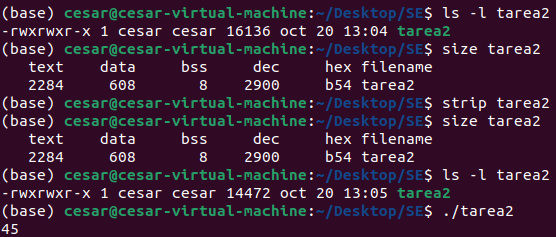 (base) cesar@cesar-virtual-machine:~/Desktop/SE$ ls -l tarea2
-rwxrwxr-x 1 cesar cesar 16136 oct 20 13:04 tarea2
(base) cesar@cesar-virtual-machine:~/Desktop/SE$ size tarea2
   text    data     bss     dec     hex filename
   2284     608       8    2900     b54 tarea2
(base) cesar@cesar-virtual-machine:~/Desktop/SE$ strip tarea2
(base) cesar@cesar-virtual-machine:~/Desktop/SE$ size tarea2
   text    data     bss     dec     hex filename
   2284     608       8    2900     b54 tarea2
(base) cesar@cesar-virtual-machine:~/Desktop/SE$ ls -l tarea2
-rwxrwxr-x 1 cesar cesar 14472 oct 20 13:05 tarea2
(base) cesar@cesar-virtual-machine:~/Desktop/SE$ ./tarea2
45